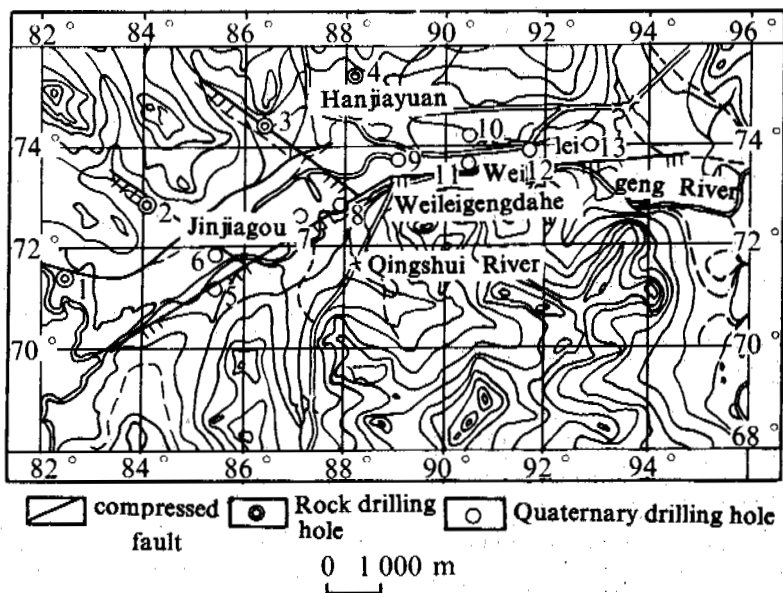 82° 84° 86° 88° 90° 92° 94° 96°
4
Hanjiayuan
3
10
74 9 lei 13 74
11 Wei 12
2 geng River
8 Weileigengdahe
Jinjiagou 7
72 6 Qingshui River 72
5
70 70
68
82° 84° 86° 88° 90° 92° 94°
compressed fault
Rock drilling hole
Quaternary drilling hole
0 1 000 m